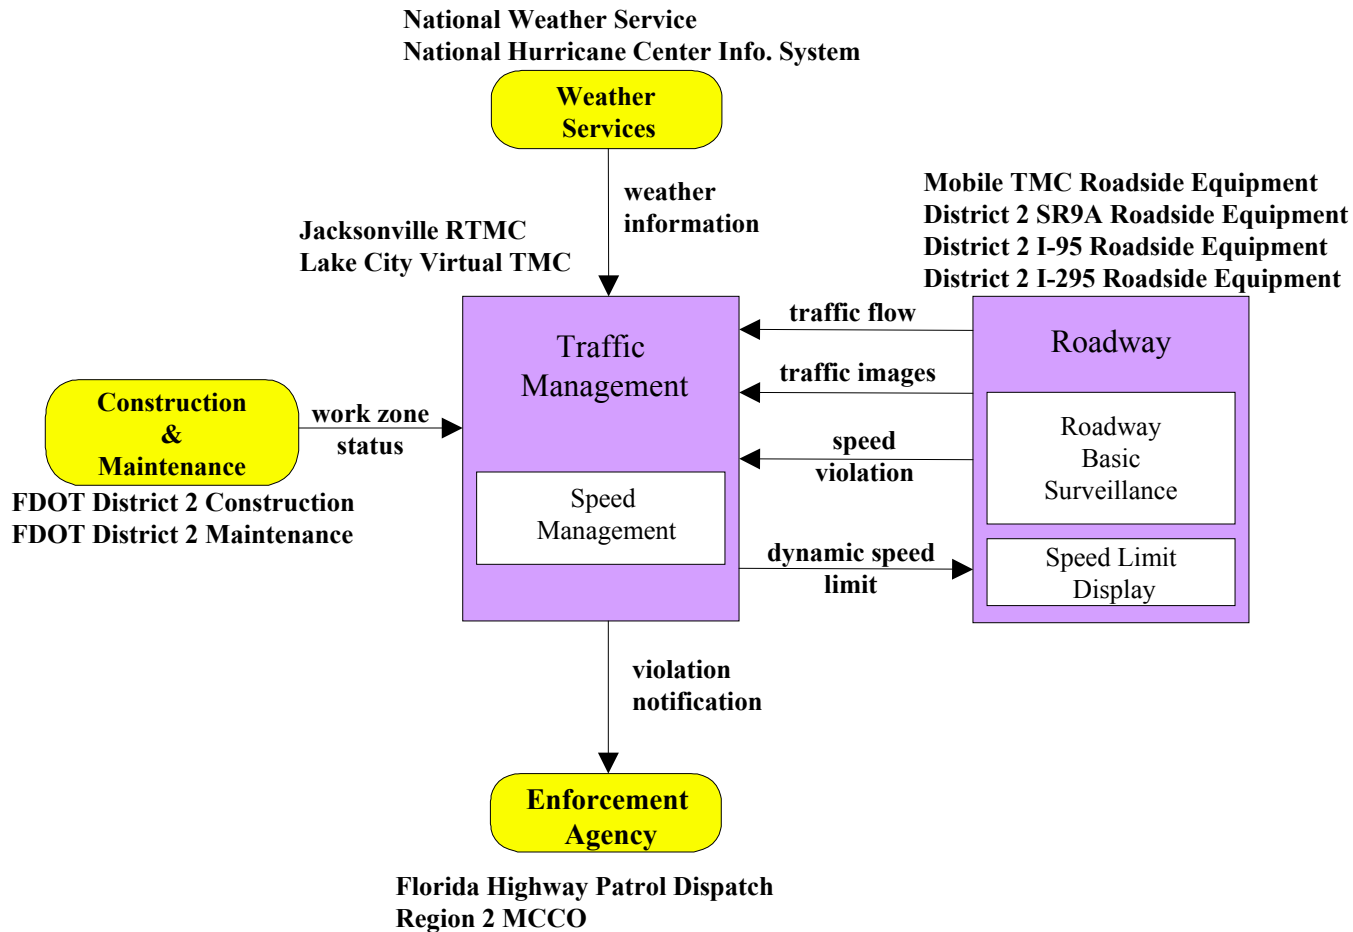 National Weather Service
National Hurricane Center Info. System
Weather
Services
weather
information
Jacksonville RTMC
Lake City Virtual TMC
Mobile TMC Roadside Equipment
District 2 SR9A Roadside Equipment
District 2 I-95 Roadside Equipment
District 2 I-295 Roadside Equipment
Traffic
Management
Speed
Management
traffic flow
traffic images
speed
violation
dynamic speed
limit
Roadway
Roadway
Basic
Surveillance
Speed Limit
Display
Construction
&
Maintenance
work zone
status
FDOT District 2 Construction
FDOT District 2 Maintenance
violation
notification
Enforcement
Agency
Florida Highway Patrol Dispatch
Region 2 MCCO